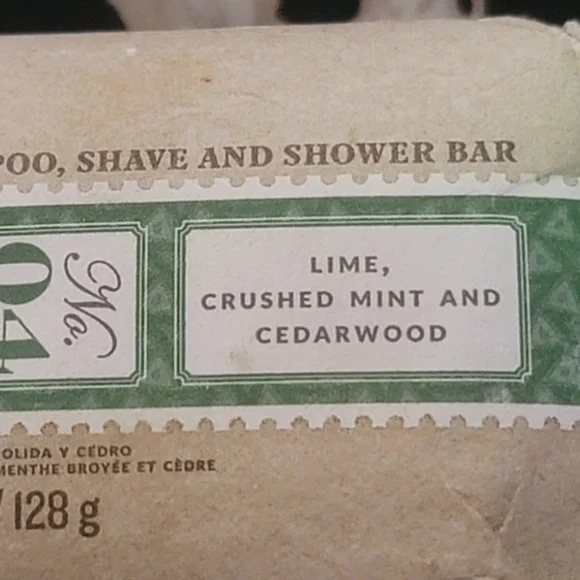 POO, SHAVE AND SHOWER BAR
No.
04
LIME,
CRUSHED MINT AND
CEDARWOOD
OLIDA Y CEDRO
MENTHE BROYÉE ET CÈDRE
/128 g